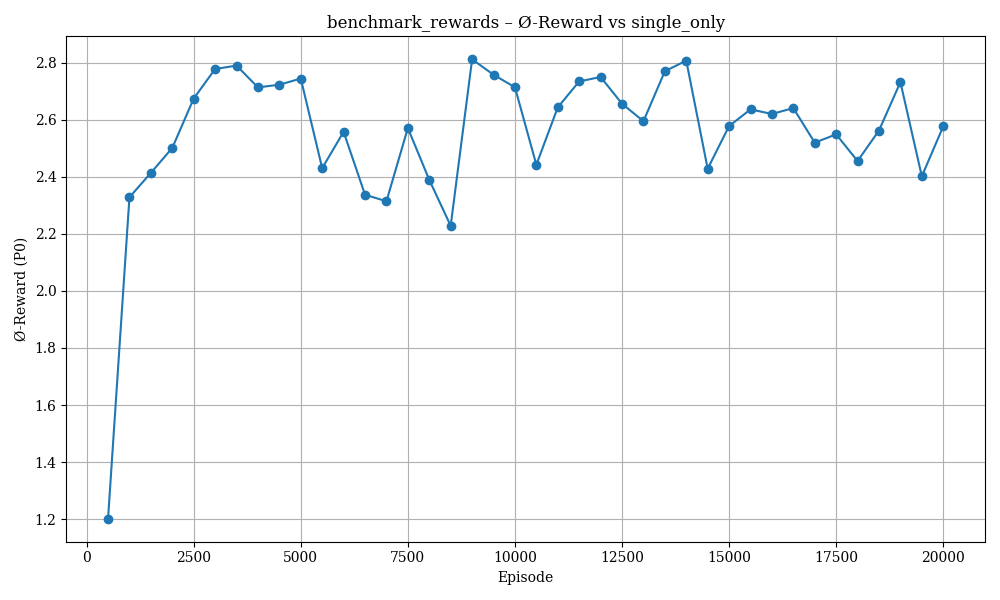 benchmark_rewards – Ø-Reward vs single_only
Ø-Reward (P0)
2.8
2.6
2.4
2.2
2.0
1.8
1.6
1.4
1.2
0 2500 5000 7500 10000 12500 15000 17500 20000
Episode